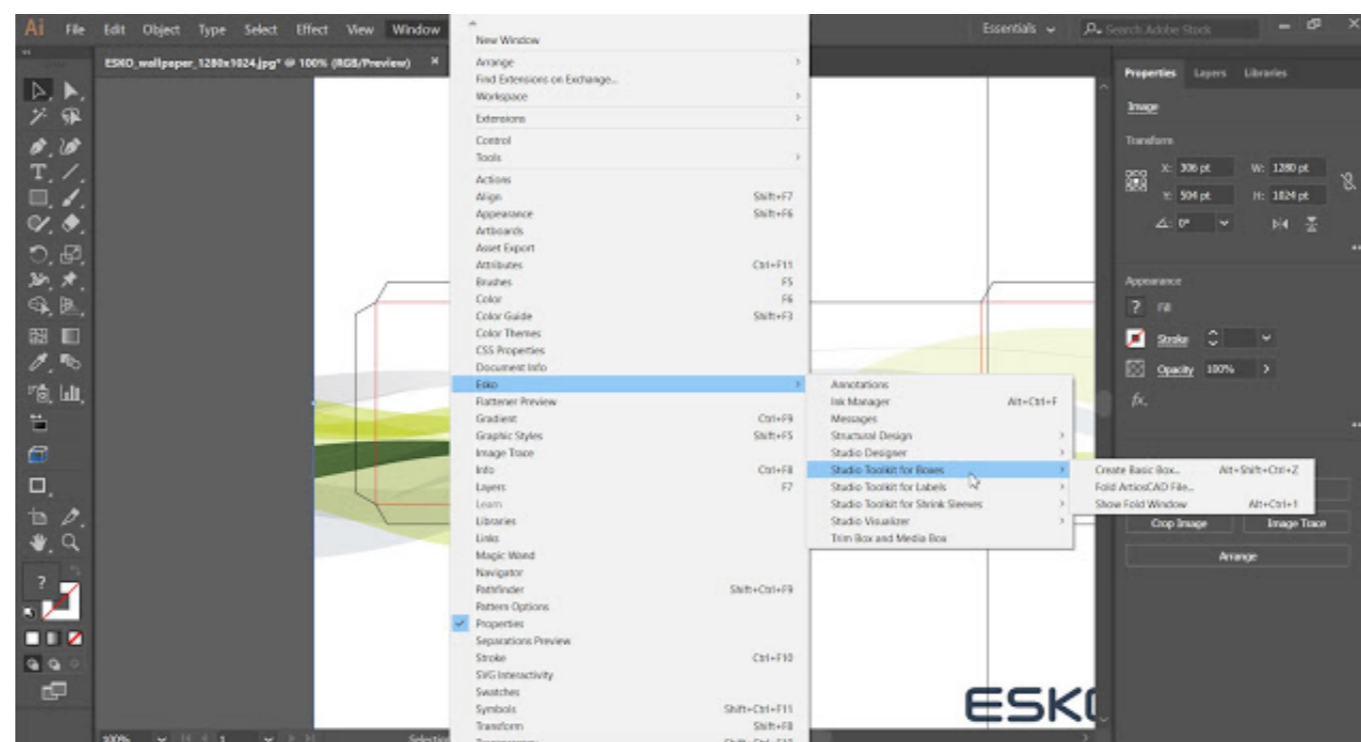 Ai File Edit Object Type Select Effect View Window
Essentials
Search Adobe Stock
ESKO_wallpaper_1280x1024.jpg* @ 100% (RGB/Preview) ×
New Window
Arrange
Find Extensions on Exchange...
Workspace
Extensions
Control
Tools
Actions
Align Shift+F7
Appearance Shift+F6
Artboards
Asset Export
Attributes Ctrl+F11
Brushes F5
Color F6
Color Guide Shift+F3
Color Themes
CSS Properties
Document Info
Esko
Flattener Preview
Gradient Ctrl+F9
Graphic Styles Shift+F5
Image Trace
Info Ctrl+F8
Layers F7
Learn
Libraries
Links
Magic Wand
Navigator
Pathfinder Shift+Ctrl+F9
Pattern Options
Properties
Separations Preview
Stroke Ctrl+F10
SVG Interactivity
Swatches
Symbols Shift+Ctrl+F11
Transform Shift+F8
Annotations
Ink Manager Alt+Ctrl+F
Messages
Structural Design
Studio Designer
Studio Toolkit for Boxes
Studio Toolkit for Labels
Studio Toolkit for Shrink Sleeves
Studio Visualizer
Trim Box and Media Box
Create Basic Box... Alt+Shift+Ctrl+Z
Fold ArtiosCAD File...
Show Fold Window Alt+Ctrl+1
Properties Layers Libraries
Image
Transform
X: 306 pt W: 1280 pt
Y: 504 pt H: 1024 pt
0°
Appearance
? Fill
Stroke
Opacity 100%
fx.
Crop Image Image Trace
Arrange
ESKO
100% 1 Selection